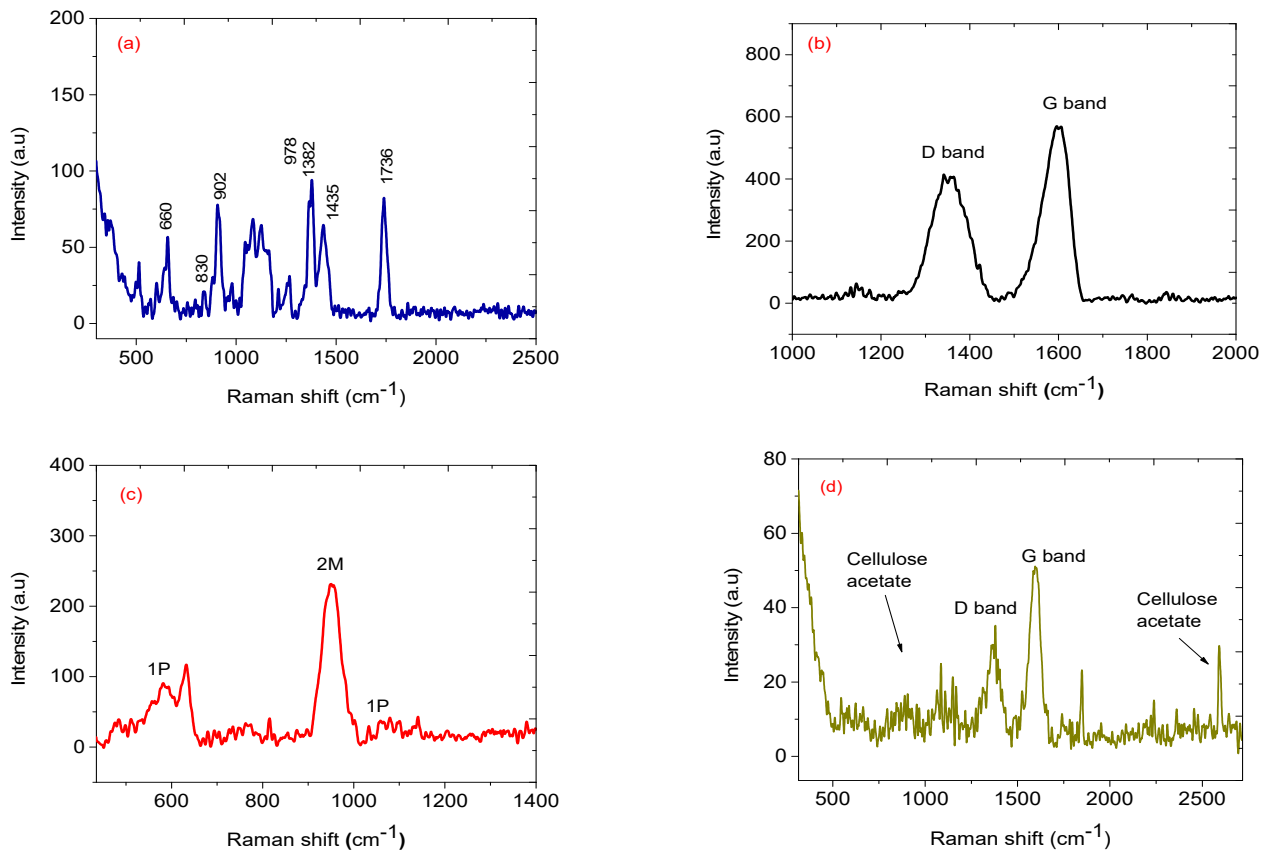 (a)
200
150
100
50
0
Intensity (a.u)
660
830
902
978
1382
1435
1736
500 1000 1500 2000 2500
Raman shift (cm-1)
(b)
800
600
400
200
0
Intensity (a.u)
D band
G band
1000 1200 1400 1600 1800 2000
Raman shift (cm-1)
(c)
400
300
200
100
0
Intensity (a.u)
1P
2M
1P
600 800 1000 1200 1400
Raman shift (cm-1)
(d)
80
60
40
20
0
Intensity (a.u)
Cellulose
acetate
D band
G band
Cellulose
acetate
500 1000 1500 2000 2500
Raman shift (cm-1)